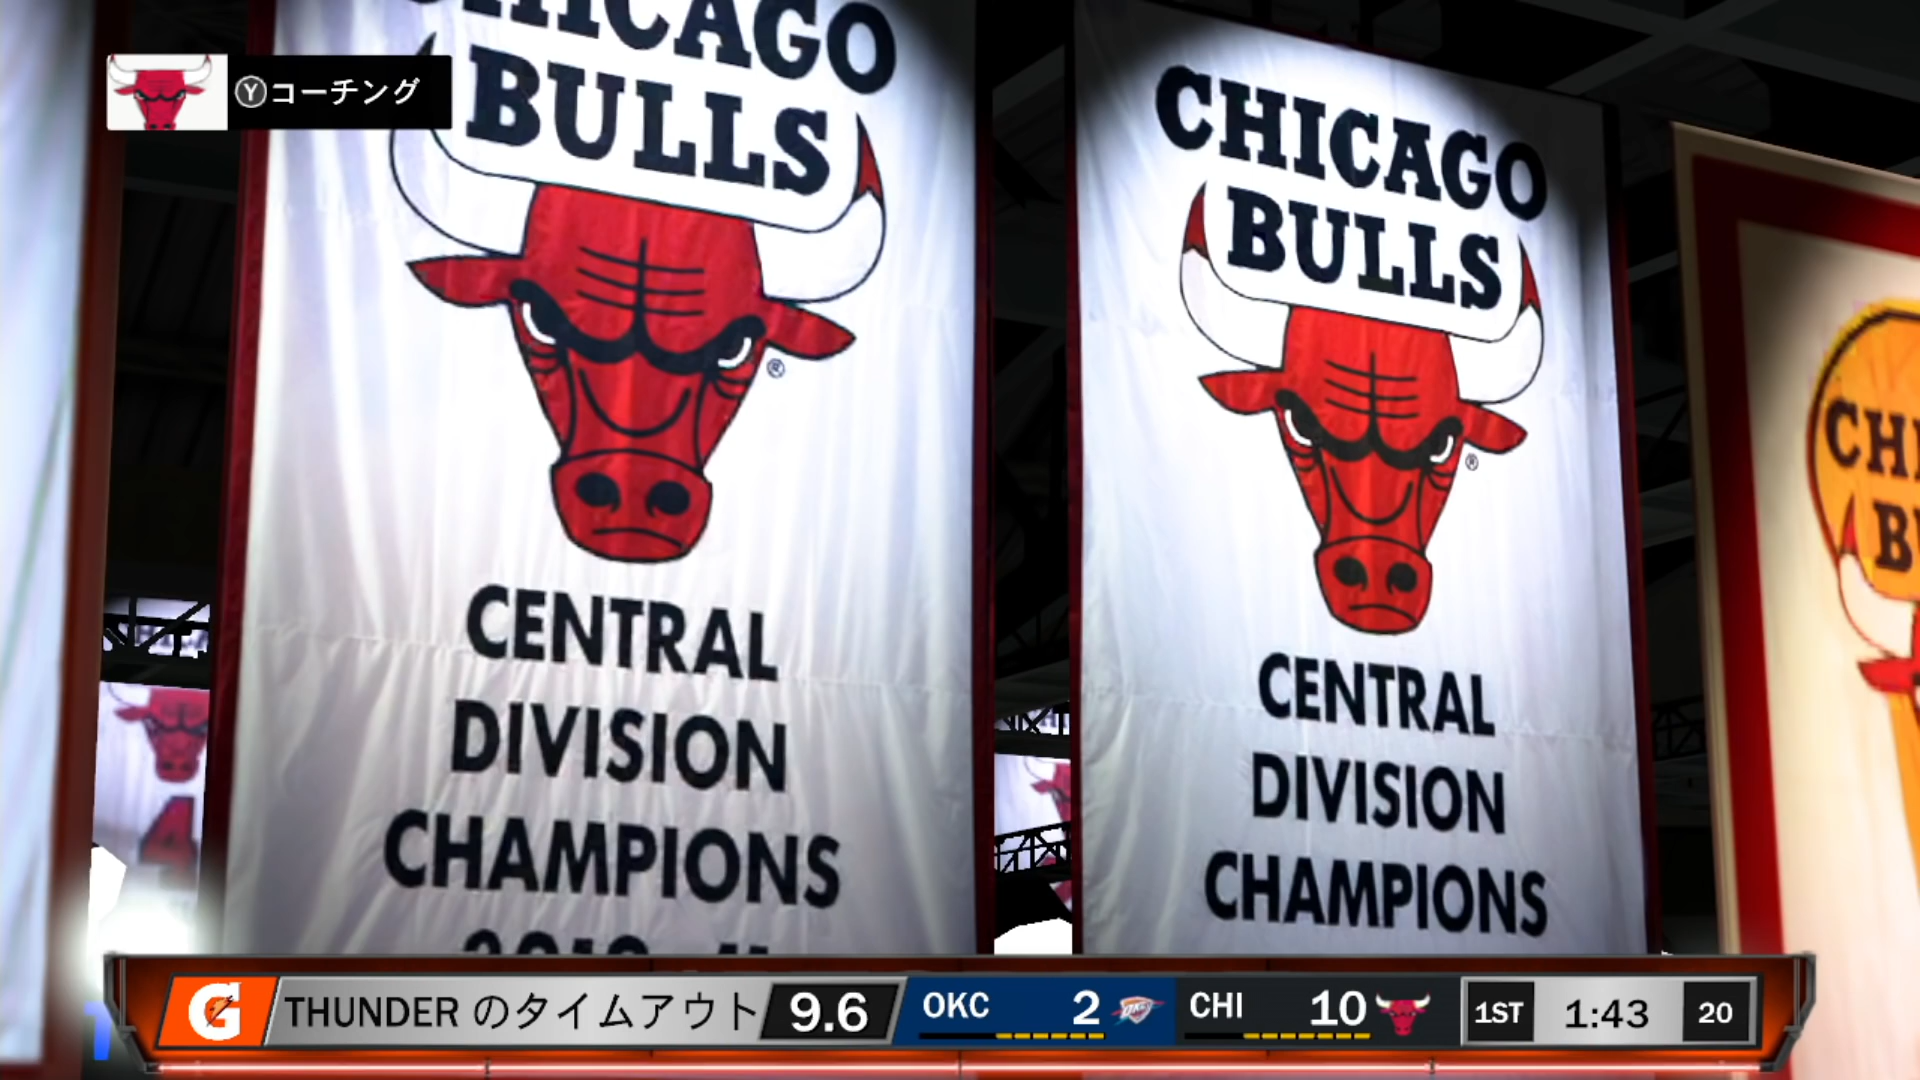 Ⓨコーチング
CHICAGO
BULLS
®
CENTRAL
DIVISION
CHAMPIONS
CHICAGO
BULLS
®
CENTRAL
DIVISION
CHAMPIONS
G THUNDER のタイムアウト 9.6 OKC 2 CHI 10 1ST 1:43 20